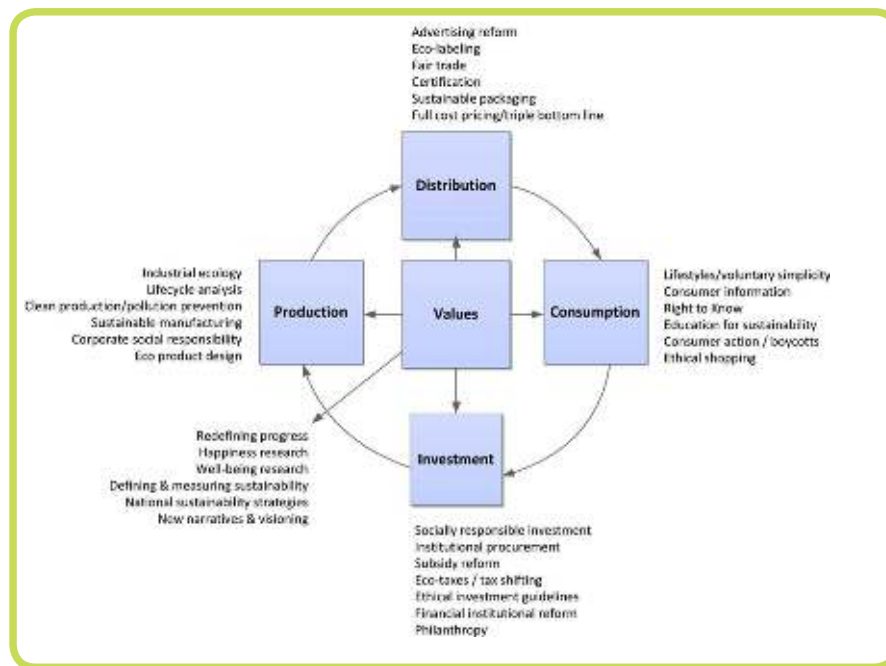 Advertising reform
Eco-labeling
Fair trade
Certification
Sustainable packaging
Full cost pricing/triple bottom line
Distribution
Industrial ecology
Lifecycle analysis
Clean production/pollution prevention
Sustainable manufacturing
Corporate social responsibility
Eco product design
Production
Values
Consumption
Lifestyles/voluntary simplicity
Consumer information
Right to Know
Education for sustainability
Consumer action / boycotts
Ethical shopping
Redefining progress
Happiness research
Well-being research
Defining & measuring sustainability
National sustainability strategies
New narratives & visioning
Investment
Socially responsible investment
Institutional procurement
Subsidy reform
Eco-taxes / tax shifting
Ethical investment guidelines
Financial institutional reform
Philanthropy